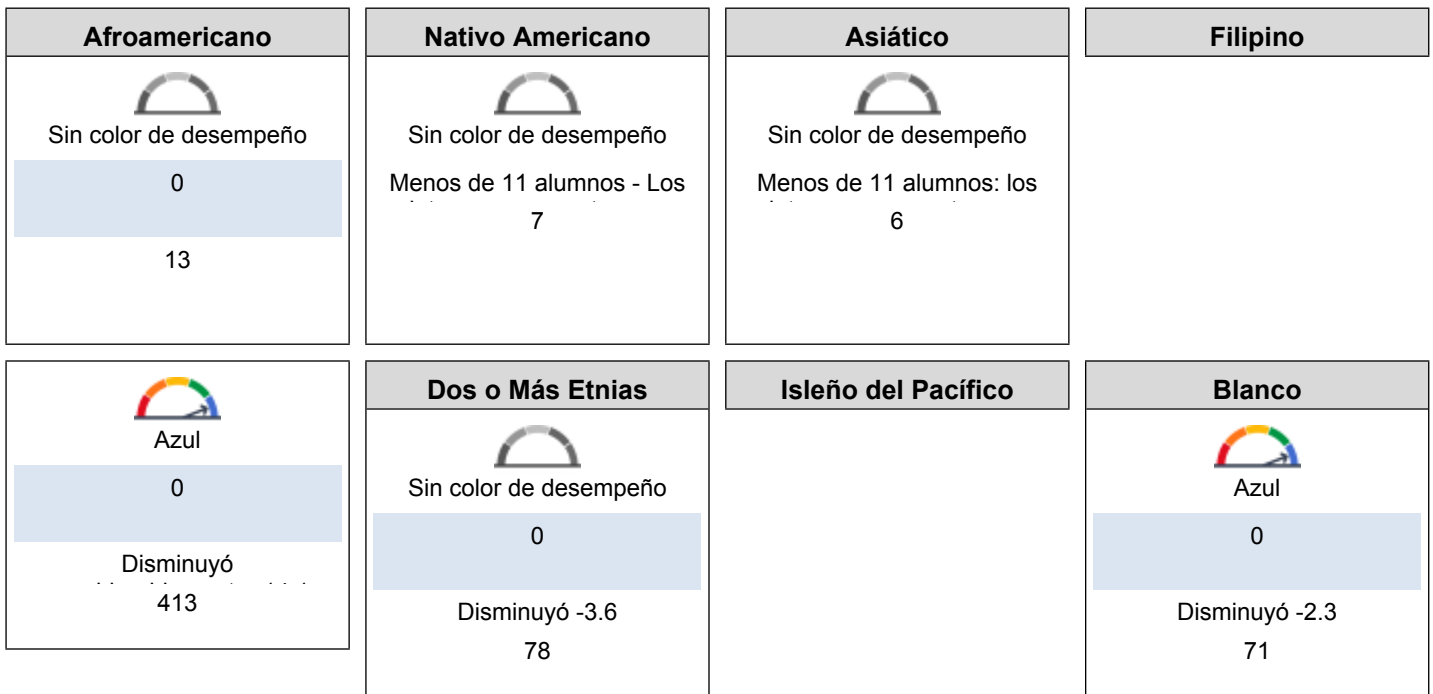 Afroamericano
Sin color de desempeño
0
13
Nativo Americano
Sin color de desempeño
Menos de 11 alumnos - Los
7
Asiático
Sin color de desempeño
Menos de 11 alumnos: los
6
Filipino
Azul
0
Disminuyó
413
Dos o Más Etnias
Sin color de desempeño
0
Disminuyó -3.6
78
Isleño del Pacífico
Blanco
Azul
0
Disminuyó -2.3
71